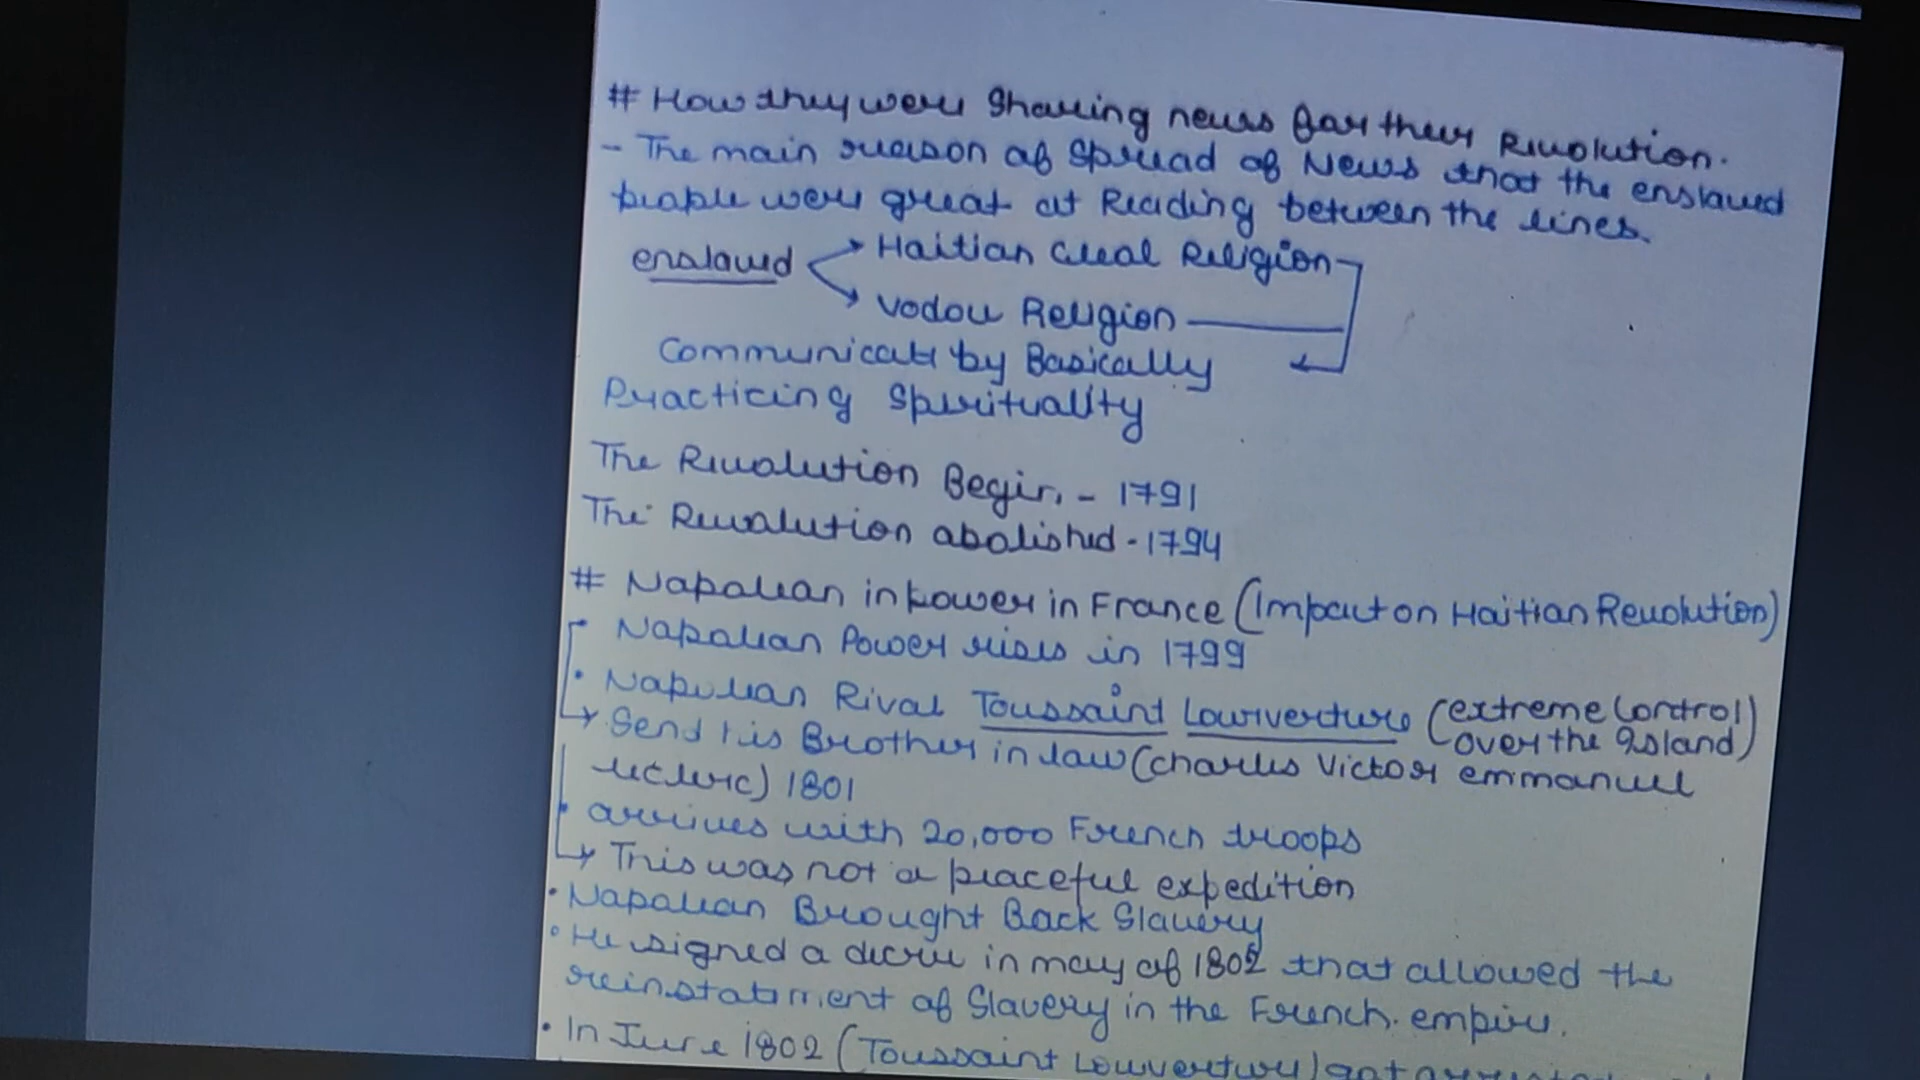 # How they were Sharing news for their Revolution.
- The main reason of Spread of News that the enslaved
people were great at Reading between the lines.
enslaved → Haitian Creal Religion
→ Vodou Religion
Communicate by Basically
Practicing Spirituality
The Revolution Begin - 1791
The Revolution abolished - 1794
# Napolean in power in France (Impact on Haitian Revolution)
Napolean Power rises in 1799
• Napolean Rival Toussaint Louriverture (extreme Control
over the Island)
→ Send his Brother in law (Charles Victor emmanuel
leclerc) 1801
• arrives with 20,000 French troops
→ This was not a peaceful expedition
• Napolean Brought Back Slavery
• He signed a decree in may of 1802 that allowed the
reinstatement of Slavery in the French. empire.
• In June 1802 (Toussaint Louverture) got arrested